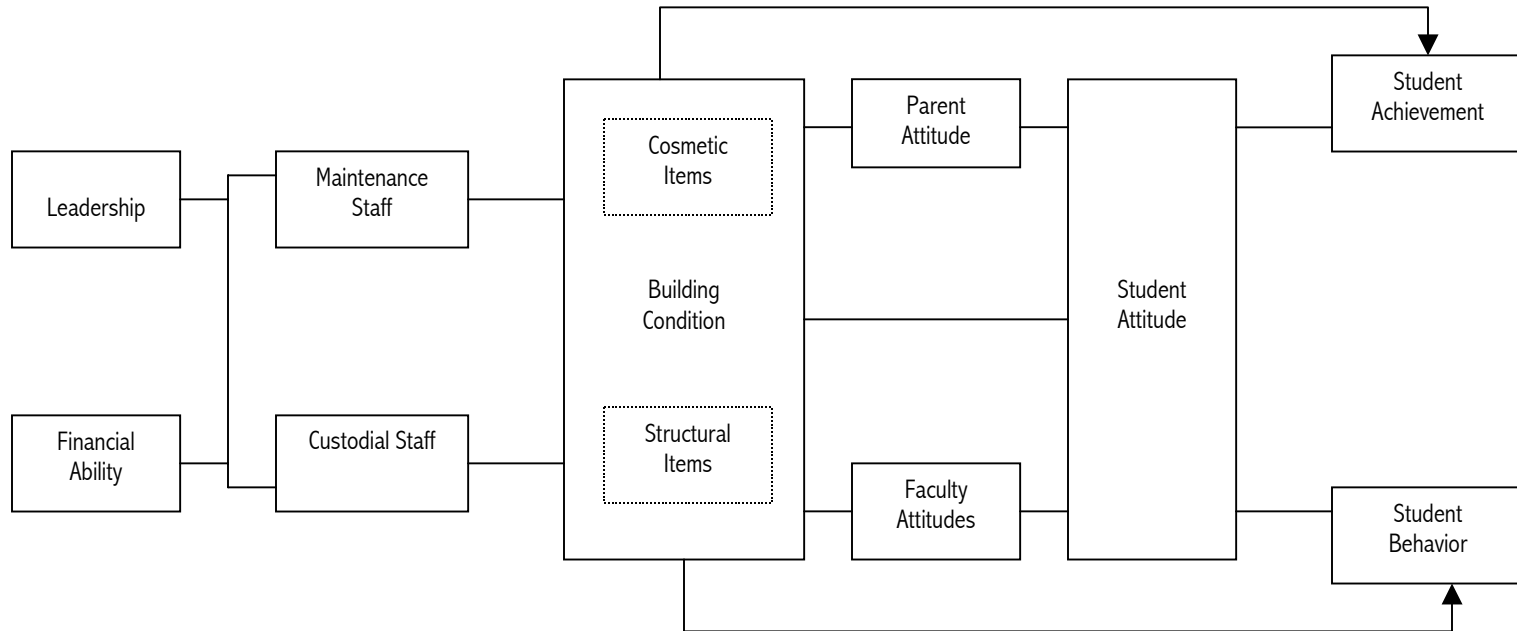 Leadership
Financial
Ability
Maintenance
Staff
Custodial Staff
Cosmetic
Items
Building
Condition
Structural
Items
Parent
Attitude
Faculty
Attitudes
Student
Attitude
Student
Achievement
Student
Behavior